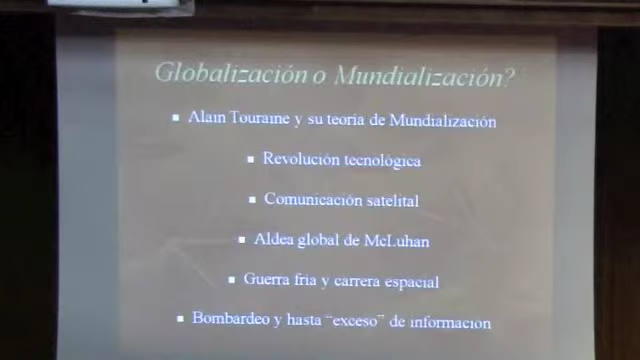 Globalización o Mundialización?
Alain Touraine y su teoría de Mundialización
Revolución tecnológica
Comunicación satelital
Aldea global de McLuhan
Guerra fria y carrera espacial
Bombardeo y hasta “exceso” de información